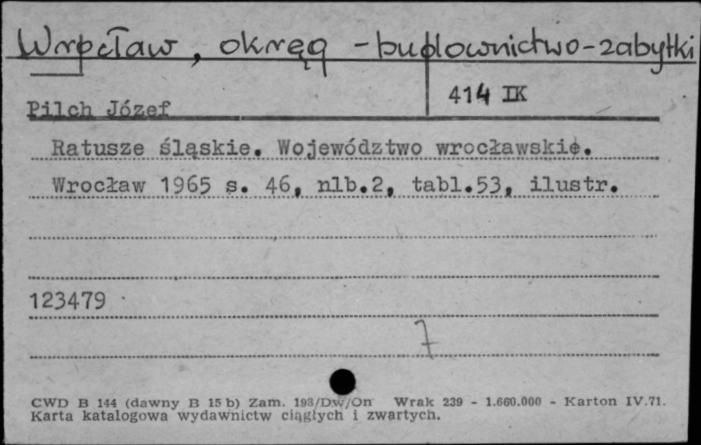 Wrocław, okręg - budownictwo - zabytki
414 IK
Pilch Józef
Ratusze śląskie. Województwo wrocławskie.
Wrocław 1965 s. 46, nlb.2, tabl.53, ilustr.
123479
7
CWD B 144 (dawny B 15 b) Zam. 193/Dw/On Wrak 239 - 1.660.000 - Karton IV.71.
Karta katalogowa wydawnictw ciągłych i zwartych.